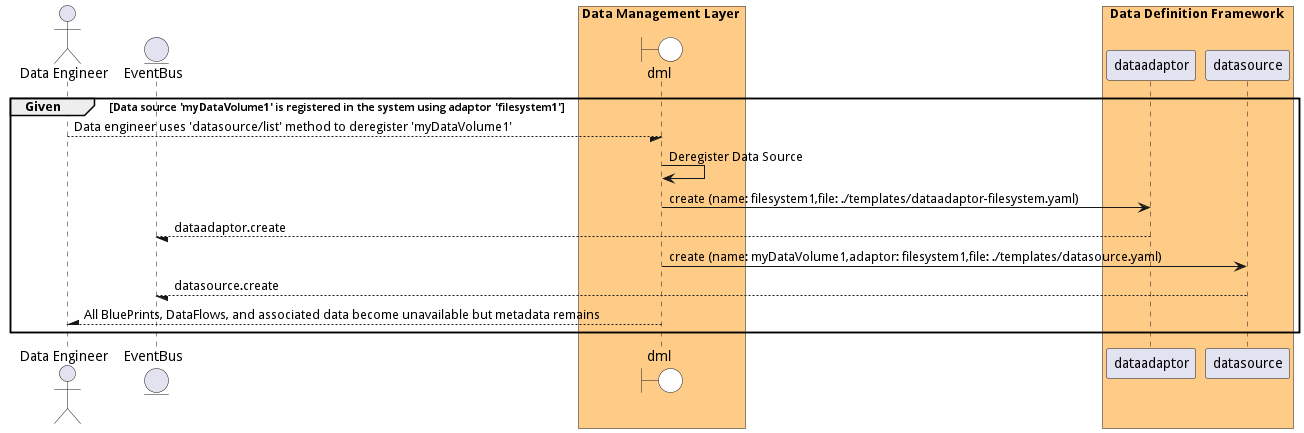 Data Management Layer
Data Definition Framework
Data Engineer
EventBus
dml
dataadaptor
datasource
Given
[Data source 'myDataVolume1' is registered in the system using adaptor 'filesystem1']
Data engineer uses 'datasource/list' method to deregister 'myDataVolume1'
Deregister Data Source
create (name: filesystem1,file: ./templates/dataadaptor-filesystem.yaml)
dataadaptor.create
create (name: myDataVolume1,adaptor: filesystem1,file: ./templates/datasource.yaml)
datasource.create
All BluePrints, DataFlows, and associated data become unavailable but metadata remains
Data Engineer
EventBus
dml
dataadaptor
datasource